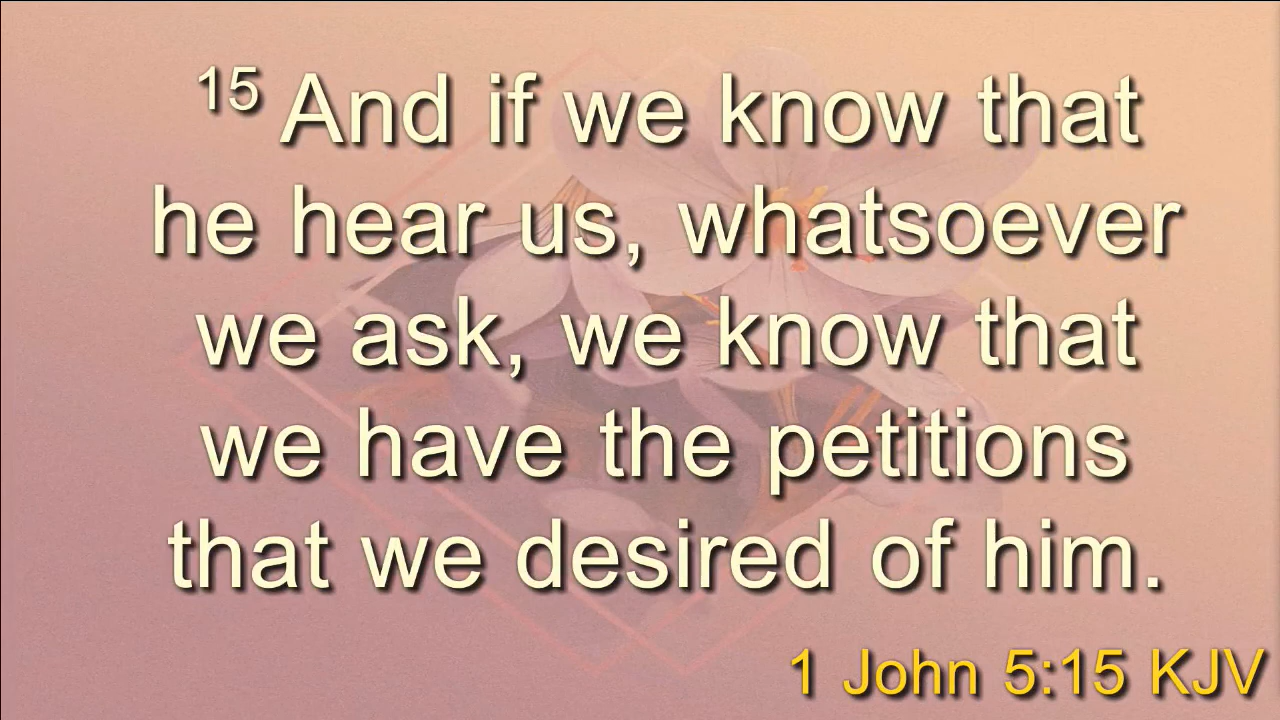 15 And if we know that
he hear us, whatsoever
we ask, we know that
we have the petitions
that we desired of him.
1 John 5:15 KJV